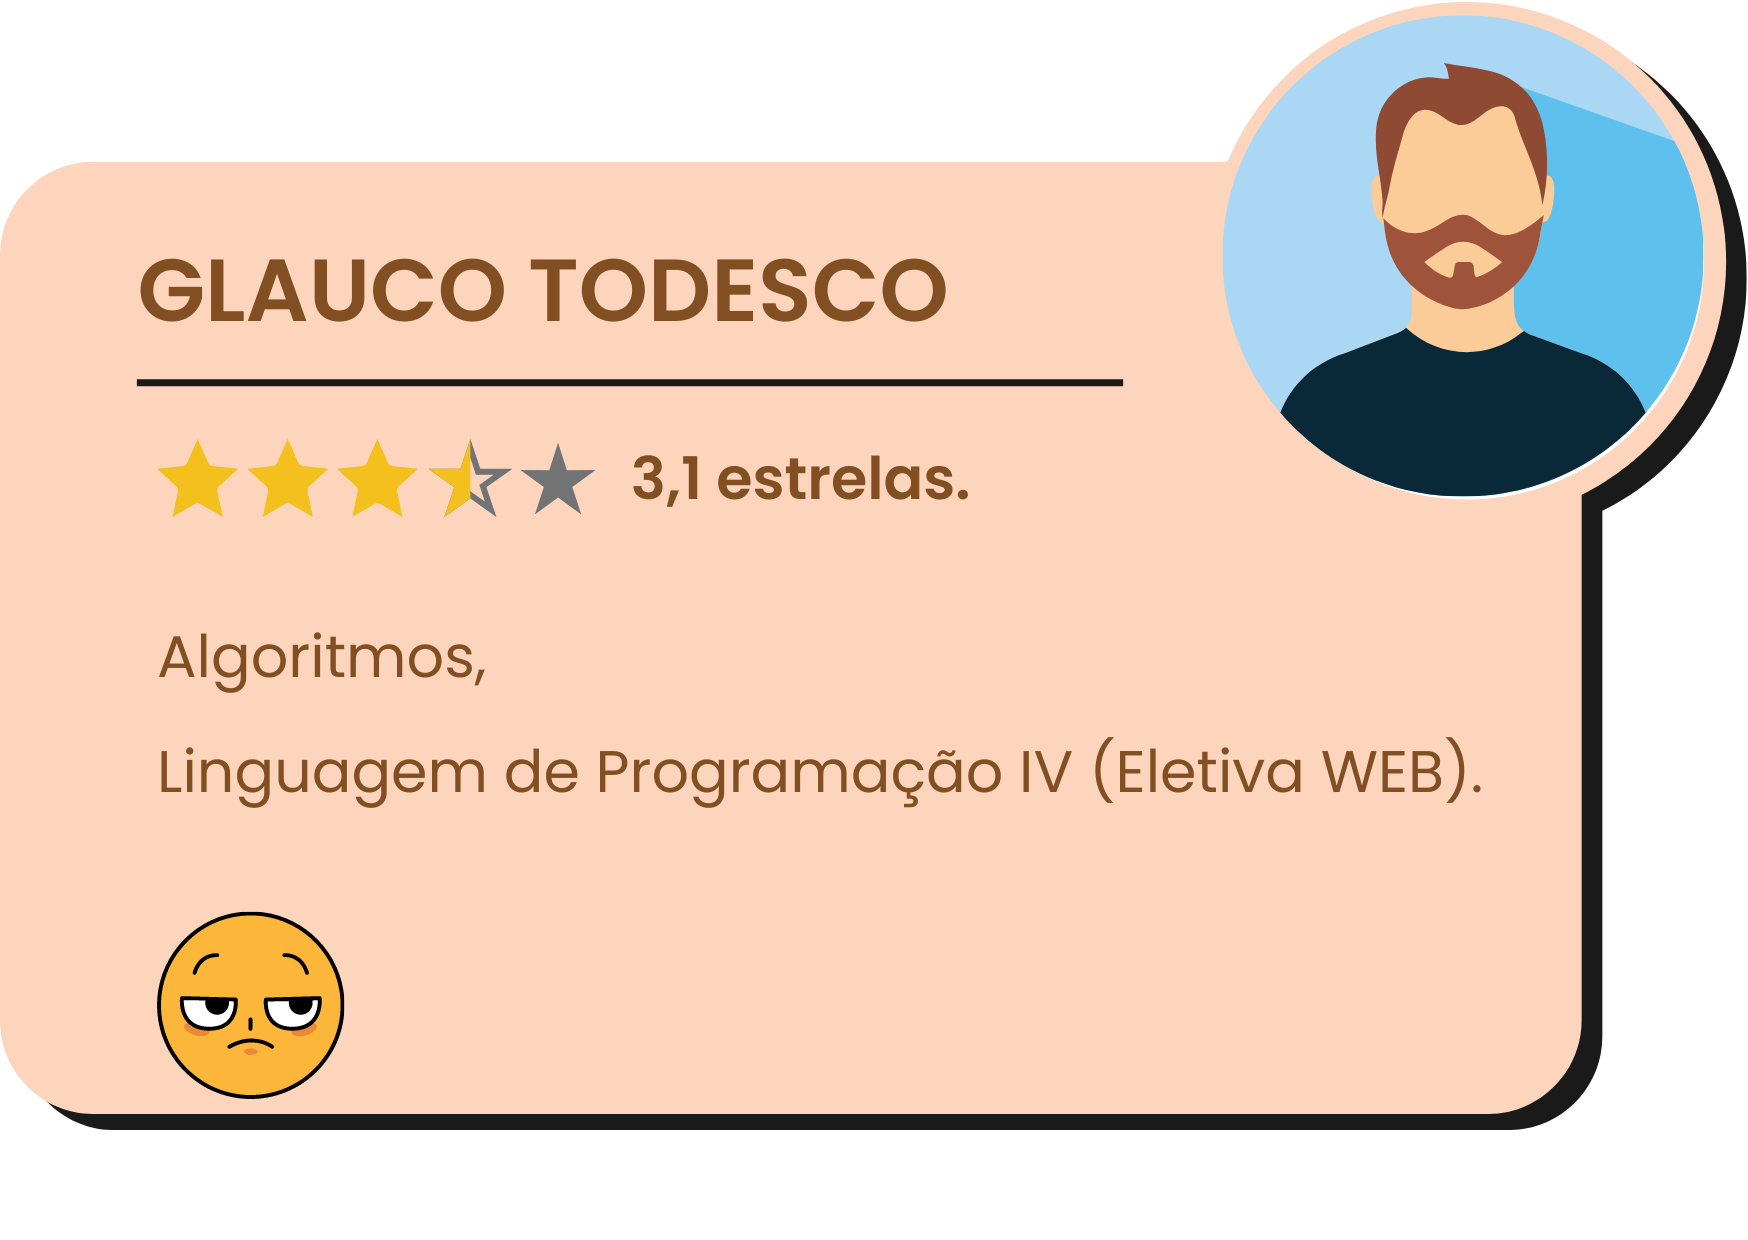 GLAUCO TODESCO
3,1 estrelas.
Algoritmos,
Linguagem de Programação IV (Eletiva WEB).